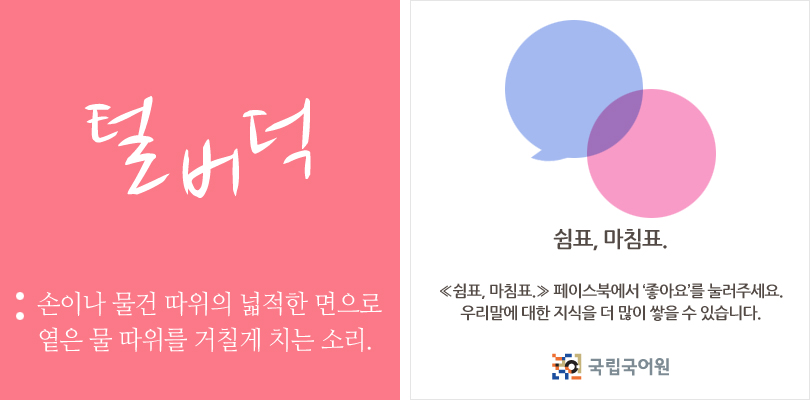 털버덕
: 손이나 물건 따위의 넓적한 면으로
옅은 물 따위를 거칠게 치는 소리.
쉼표, 마침표.
≪쉼표, 마침표.≫ 페이스북에서 '좋아요'를 눌러주세요.
우리말에 대한 지식을 더 많이 쌓을 수 있습니다.
국립국어원